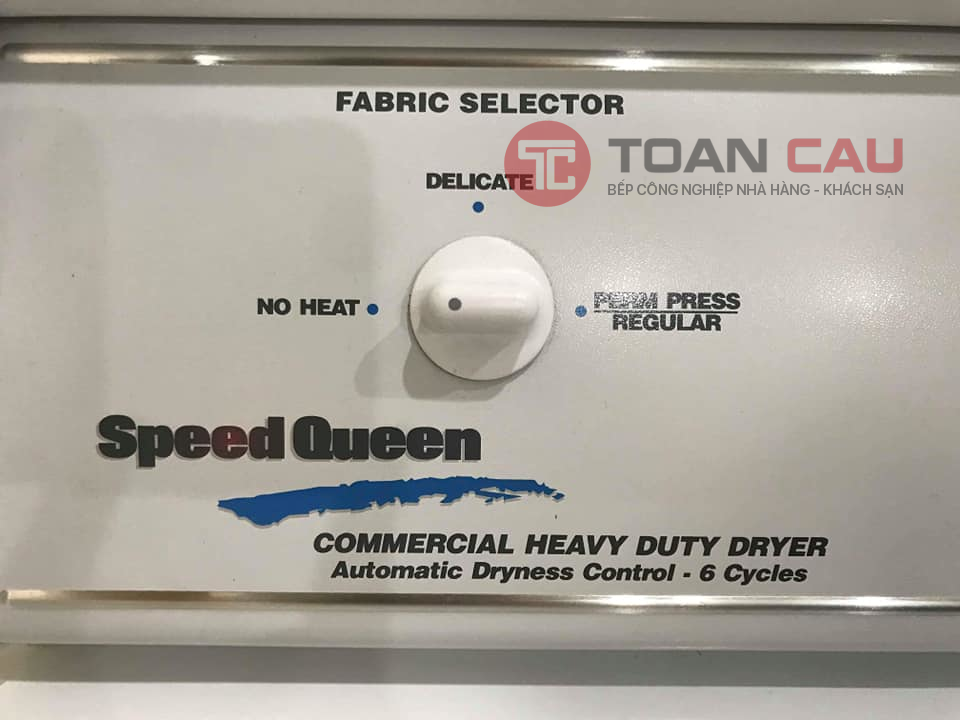 FABRIC SELECTOR
TC TOAN CAU
BẾP CÔNG NGHIỆP NHÀ HÀNG - KHÁCH SẠN
DELICATE
NO HEAT
PERM PRESS
REGULAR
Speed Queen
COMMERCIAL HEAVY DUTY DRYER
Automatic Dryness Control - 6 Cycles